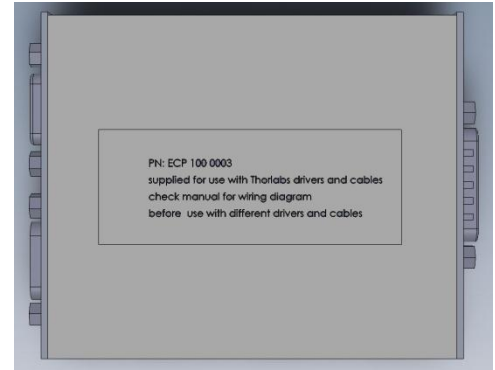 PN: ECP 100 0003
supplied for use with Thorlabs drivers and cables
check manual for wiring diagram
before use with different drivers and cables